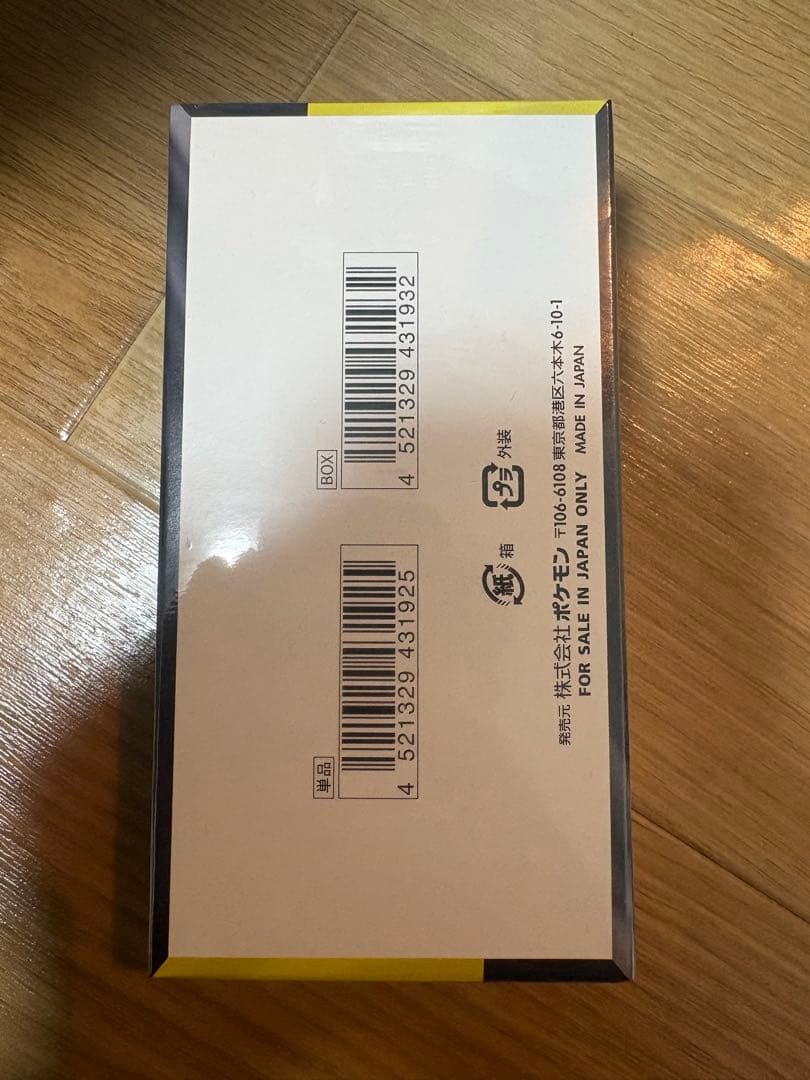 単品
4 521329 431925
BOX
4 521329 431932
紙 箱
プラ 外装
発売元 株式会社ポケモン 〒106-6108 東京都港区六本木6-10-1
FOR SALE IN JAPAN ONLY MADE IN JAPAN